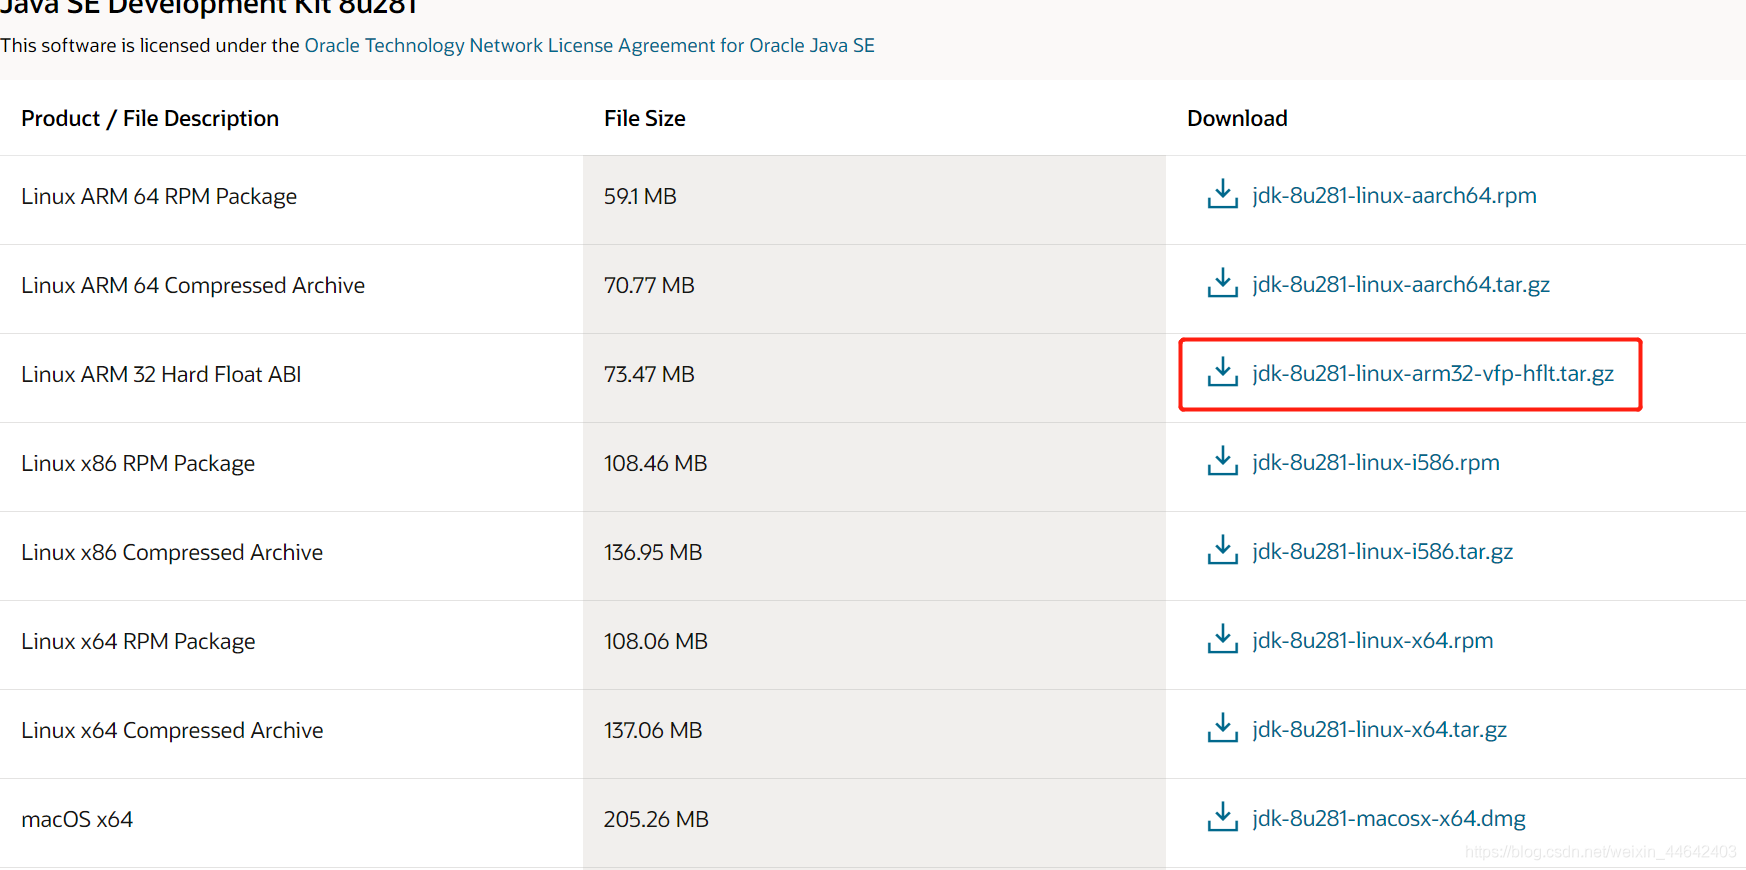 Java SE Development Kit 8u281
This software is licensed under the Oracle Technology Network License Agreement for Oracle Java SE
Product / File Description File Size Download
Linux ARM 64 RPM Package 59.1 MB jdk-8u281-linux-aarch64.rpm
Linux ARM 64 Compressed Archive 70.77 MB jdk-8u281-linux-aarch64.tar.gz
Linux ARM 32 Hard Float ABI 73.47 MB jdk-8u281-linux-arm32-vfp-hflt.tar.gz
Linux x86 RPM Package 108.46 MB jdk-8u281-linux-i586.rpm
Linux x86 Compressed Archive 136.95 MB jdk-8u281-linux-i586.tar.gz
Linux x64 RPM Package 108.06 MB jdk-8u281-linux-x64.rpm
Linux x64 Compressed Archive 137.06 MB jdk-8u281-linux-x64.tar.gz
macOS x64 205.26 MB jdk-8u281-macosx-x64.dmg
https://blog.csdn.net/weixin_44642403